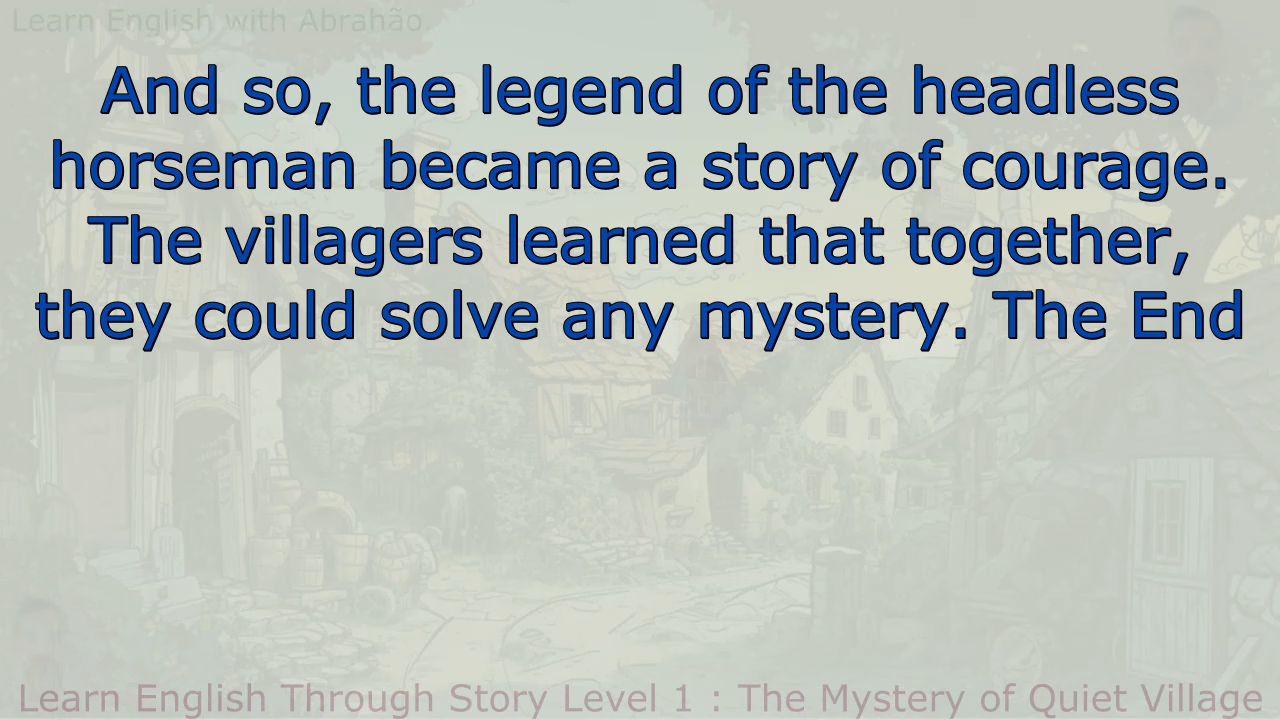 Learn English with Abrahão.
And so, the legend of the headless
horseman became a story of courage.
The villagers learned that together,
they could solve any mystery. The End
Learn English Through Story Level 1 : The Mystery of Quiet Village